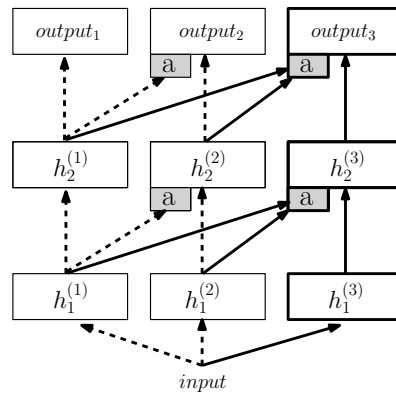 output₁ output₂ output₃
a a
h₂⁽¹⁾ h₂⁽²⁾ h₂⁽³⁾
a a
h₁⁽¹⁾ h₁⁽²⁾ h₁⁽³⁾
input